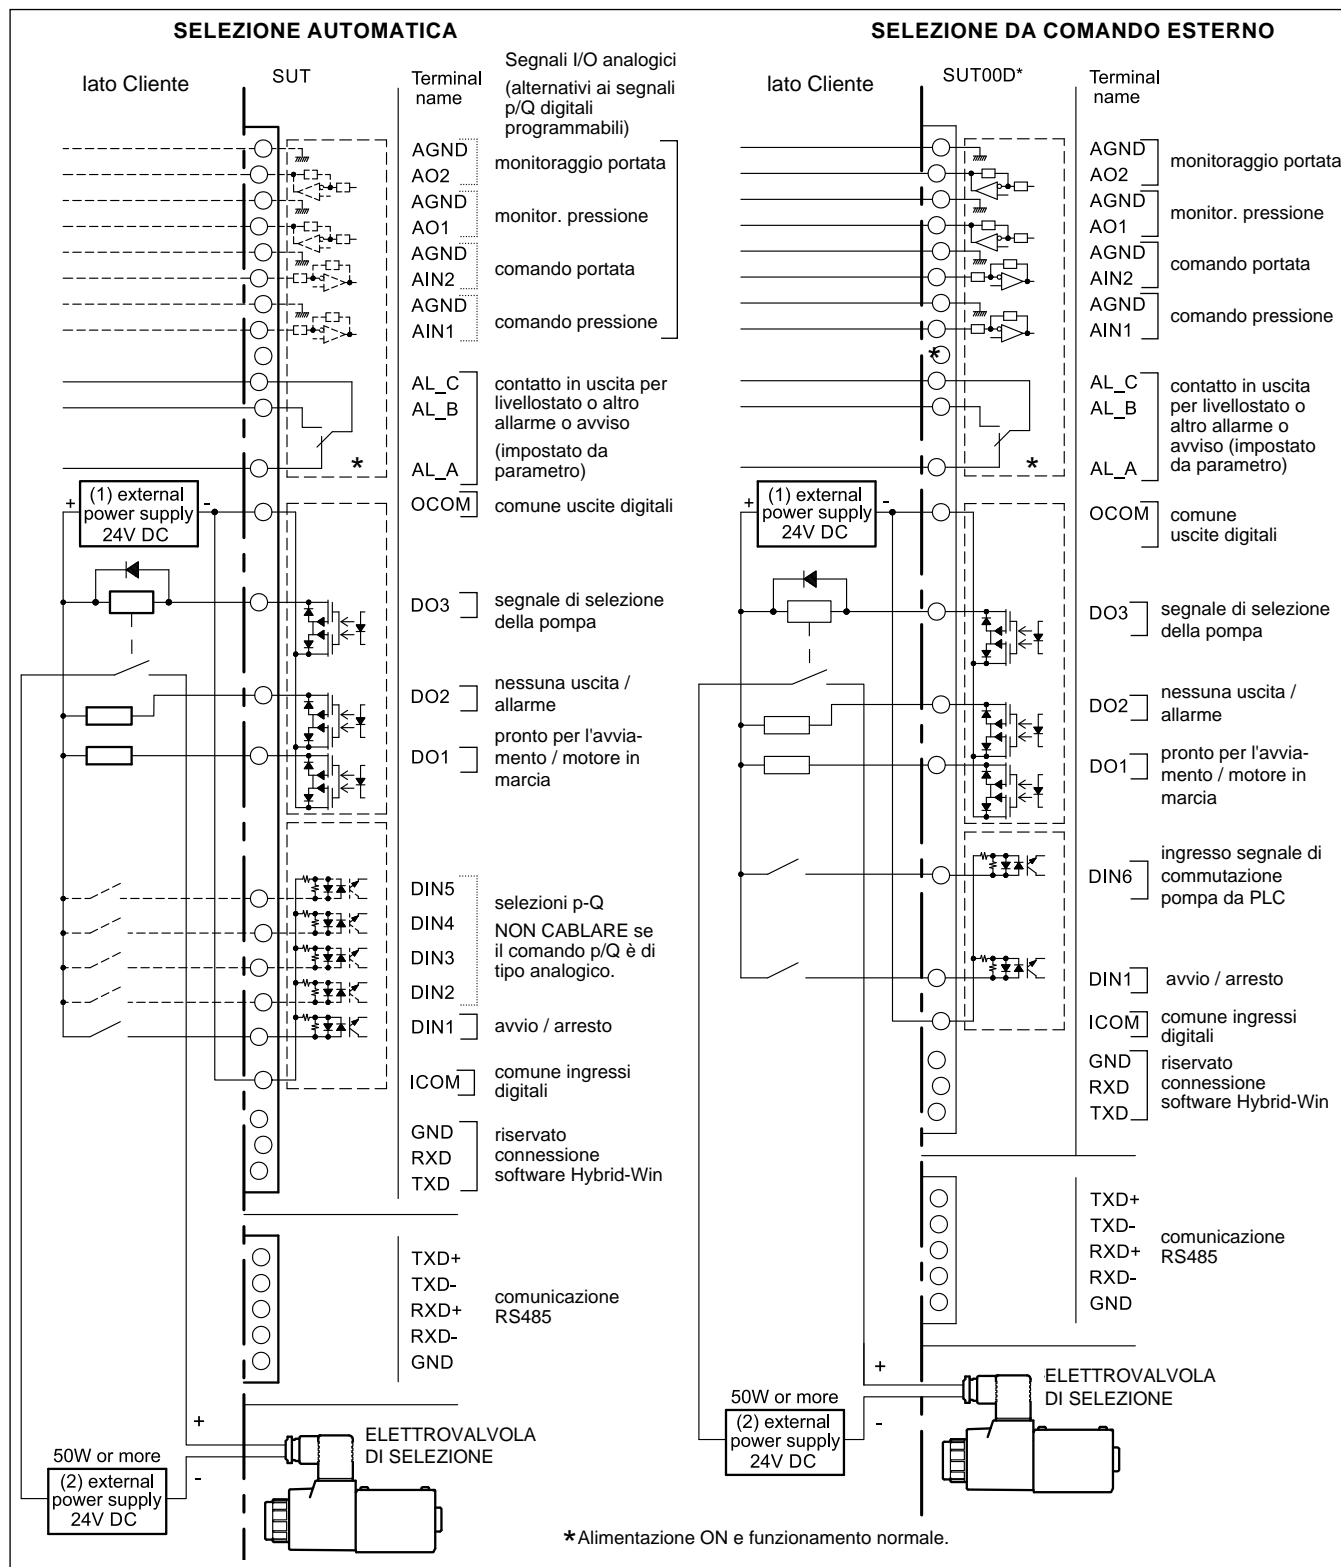 SELEZIONE AUTOMATICA
lato Cliente
SUT
Terminal
name
Segnali I/O analogici
(alternativi ai segnali
p/Q digitali
programmabili)
AGND
AO2
monitoraggio portata
AGND
AO1
monitor. pressione
AGND
AIN2
comando portata
AGND
AIN1
comando pressione
AL_C
AL_B
AL_A
contatto in uscita per
livellostato o altro
allarme o avviso
(impostato da
parametro)
*
+
(1) external
power supply
24V DC
-
OCOM
comune uscite digitali
DO3
segnale di selezione
della pompa
DO2
nessuna uscita /
allarme
DO1
pronto per l'avvia-
mento / motore in
marcia
DIN5
DIN4
DIN3
DIN2
selezioni p-Q
NON CABLARE se
il comando p/Q è di
tipo analogico.
DIN1
avvio / arresto
ICOM
comune ingressi
digitali
GND
RXD
TXD
riservato
connessione
software Hybrid-Win
TXD+
TXD-
RXD+
RXD-
GND
comunicazione
RS485
+
-
50W or more
(2) external
power supply
24V DC
ELETTROVALVOLA
DI SELEZIONE
SELEZIONE DA COMANDO ESTERNO
lato Cliente
SUT00D*
Terminal
name
AGND
AO2
monitoraggio portata
AGND
AO1
monitor. pressione
AGND
AIN2
comando portata
AGND
AIN1
comando pressione
*
AL_C
AL_B
AL_A
contatto in uscita
per livellostato o
altro allarme o
avviso (impostato
da parametro)
*
+
(1) external
power supply
24V DC
-
OCOM
comune
uscite digitali
DO3
segnale di selezione
della pompa
DO2
nessuna uscita /
allarme
DO1
pronto per l'avvia-
mento / motore in
marcia
DIN6
ingresso segnale di
commutazione
pompa da PLC
DIN1
avvio / arresto
ICOM
comune ingressi
digitali
GND
RXD
TXD
riservato
connessione
software Hybrid-Win
TXD+
TXD-
RXD+
RXD-
GND
comunicazione
RS485
+
-
50W or more
(2) external
power supply
24V DC
ELETTROVALVOLA
DI SELEZIONE
*Alimentazione ON e funzionamento normale.